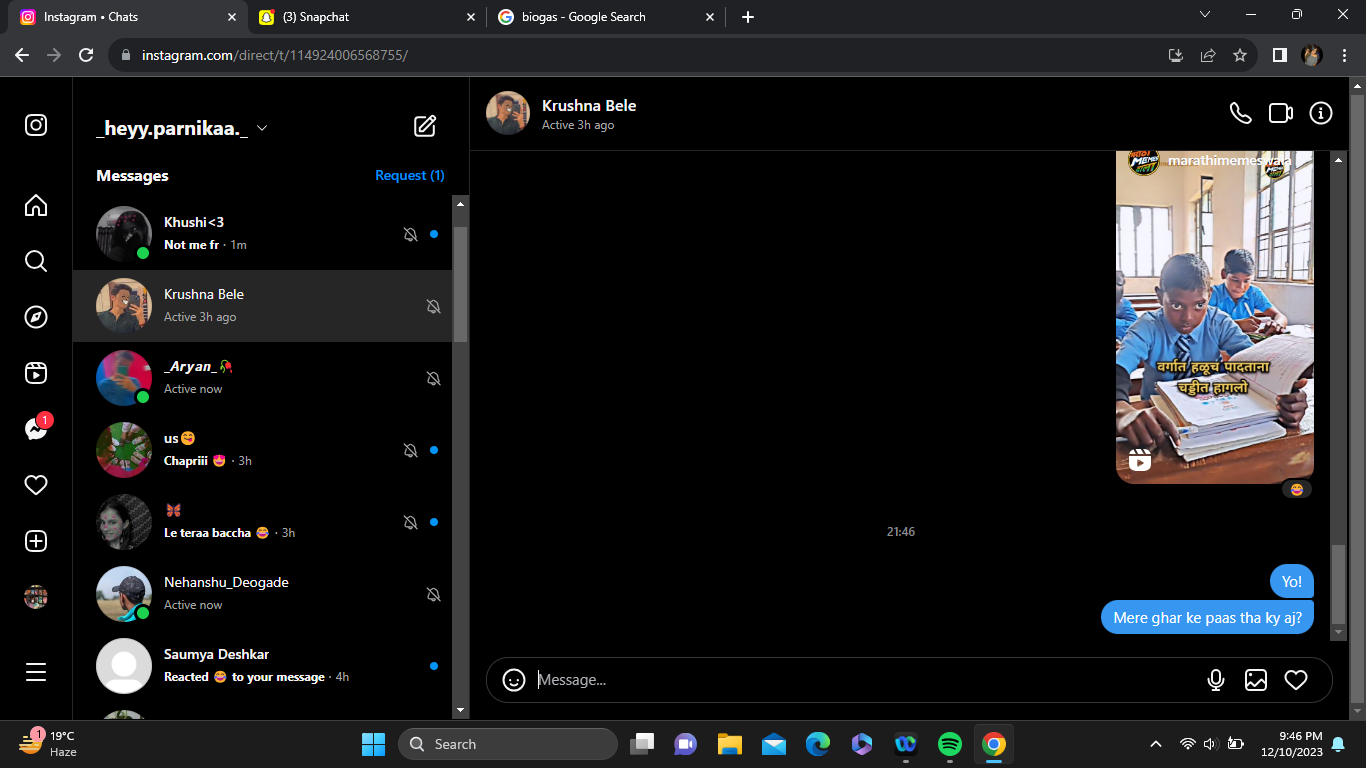 Instagram • Chats
(3) Snapchat
biogas - Google Search
instagram.com/direct/t/114924006568755/
_heyy.parnikaa._
Messages
Request (1)
Khushi<3
Not me fr · 1m
Krushna Bele
Active 3h ago
_Aryan_🥀
Active now
us😋
Chapriii 😍 · 3h
🦋
Le teraa baccha 😂 · 3h
Nehanshu_Deogade
Active now
Saumya Deshkar
Reacted 😂 to your message · 4h
1
Krushna Bele
Active 3h ago
marathimemeswala
वर्गात हळूच पादताना
चड्डीत हागलो
😂
21:46
Yo!
Mere ghar ke paas tha ky aj?
Message...
1
19°C
Haze
Search
9:46 PM
12/10/2023